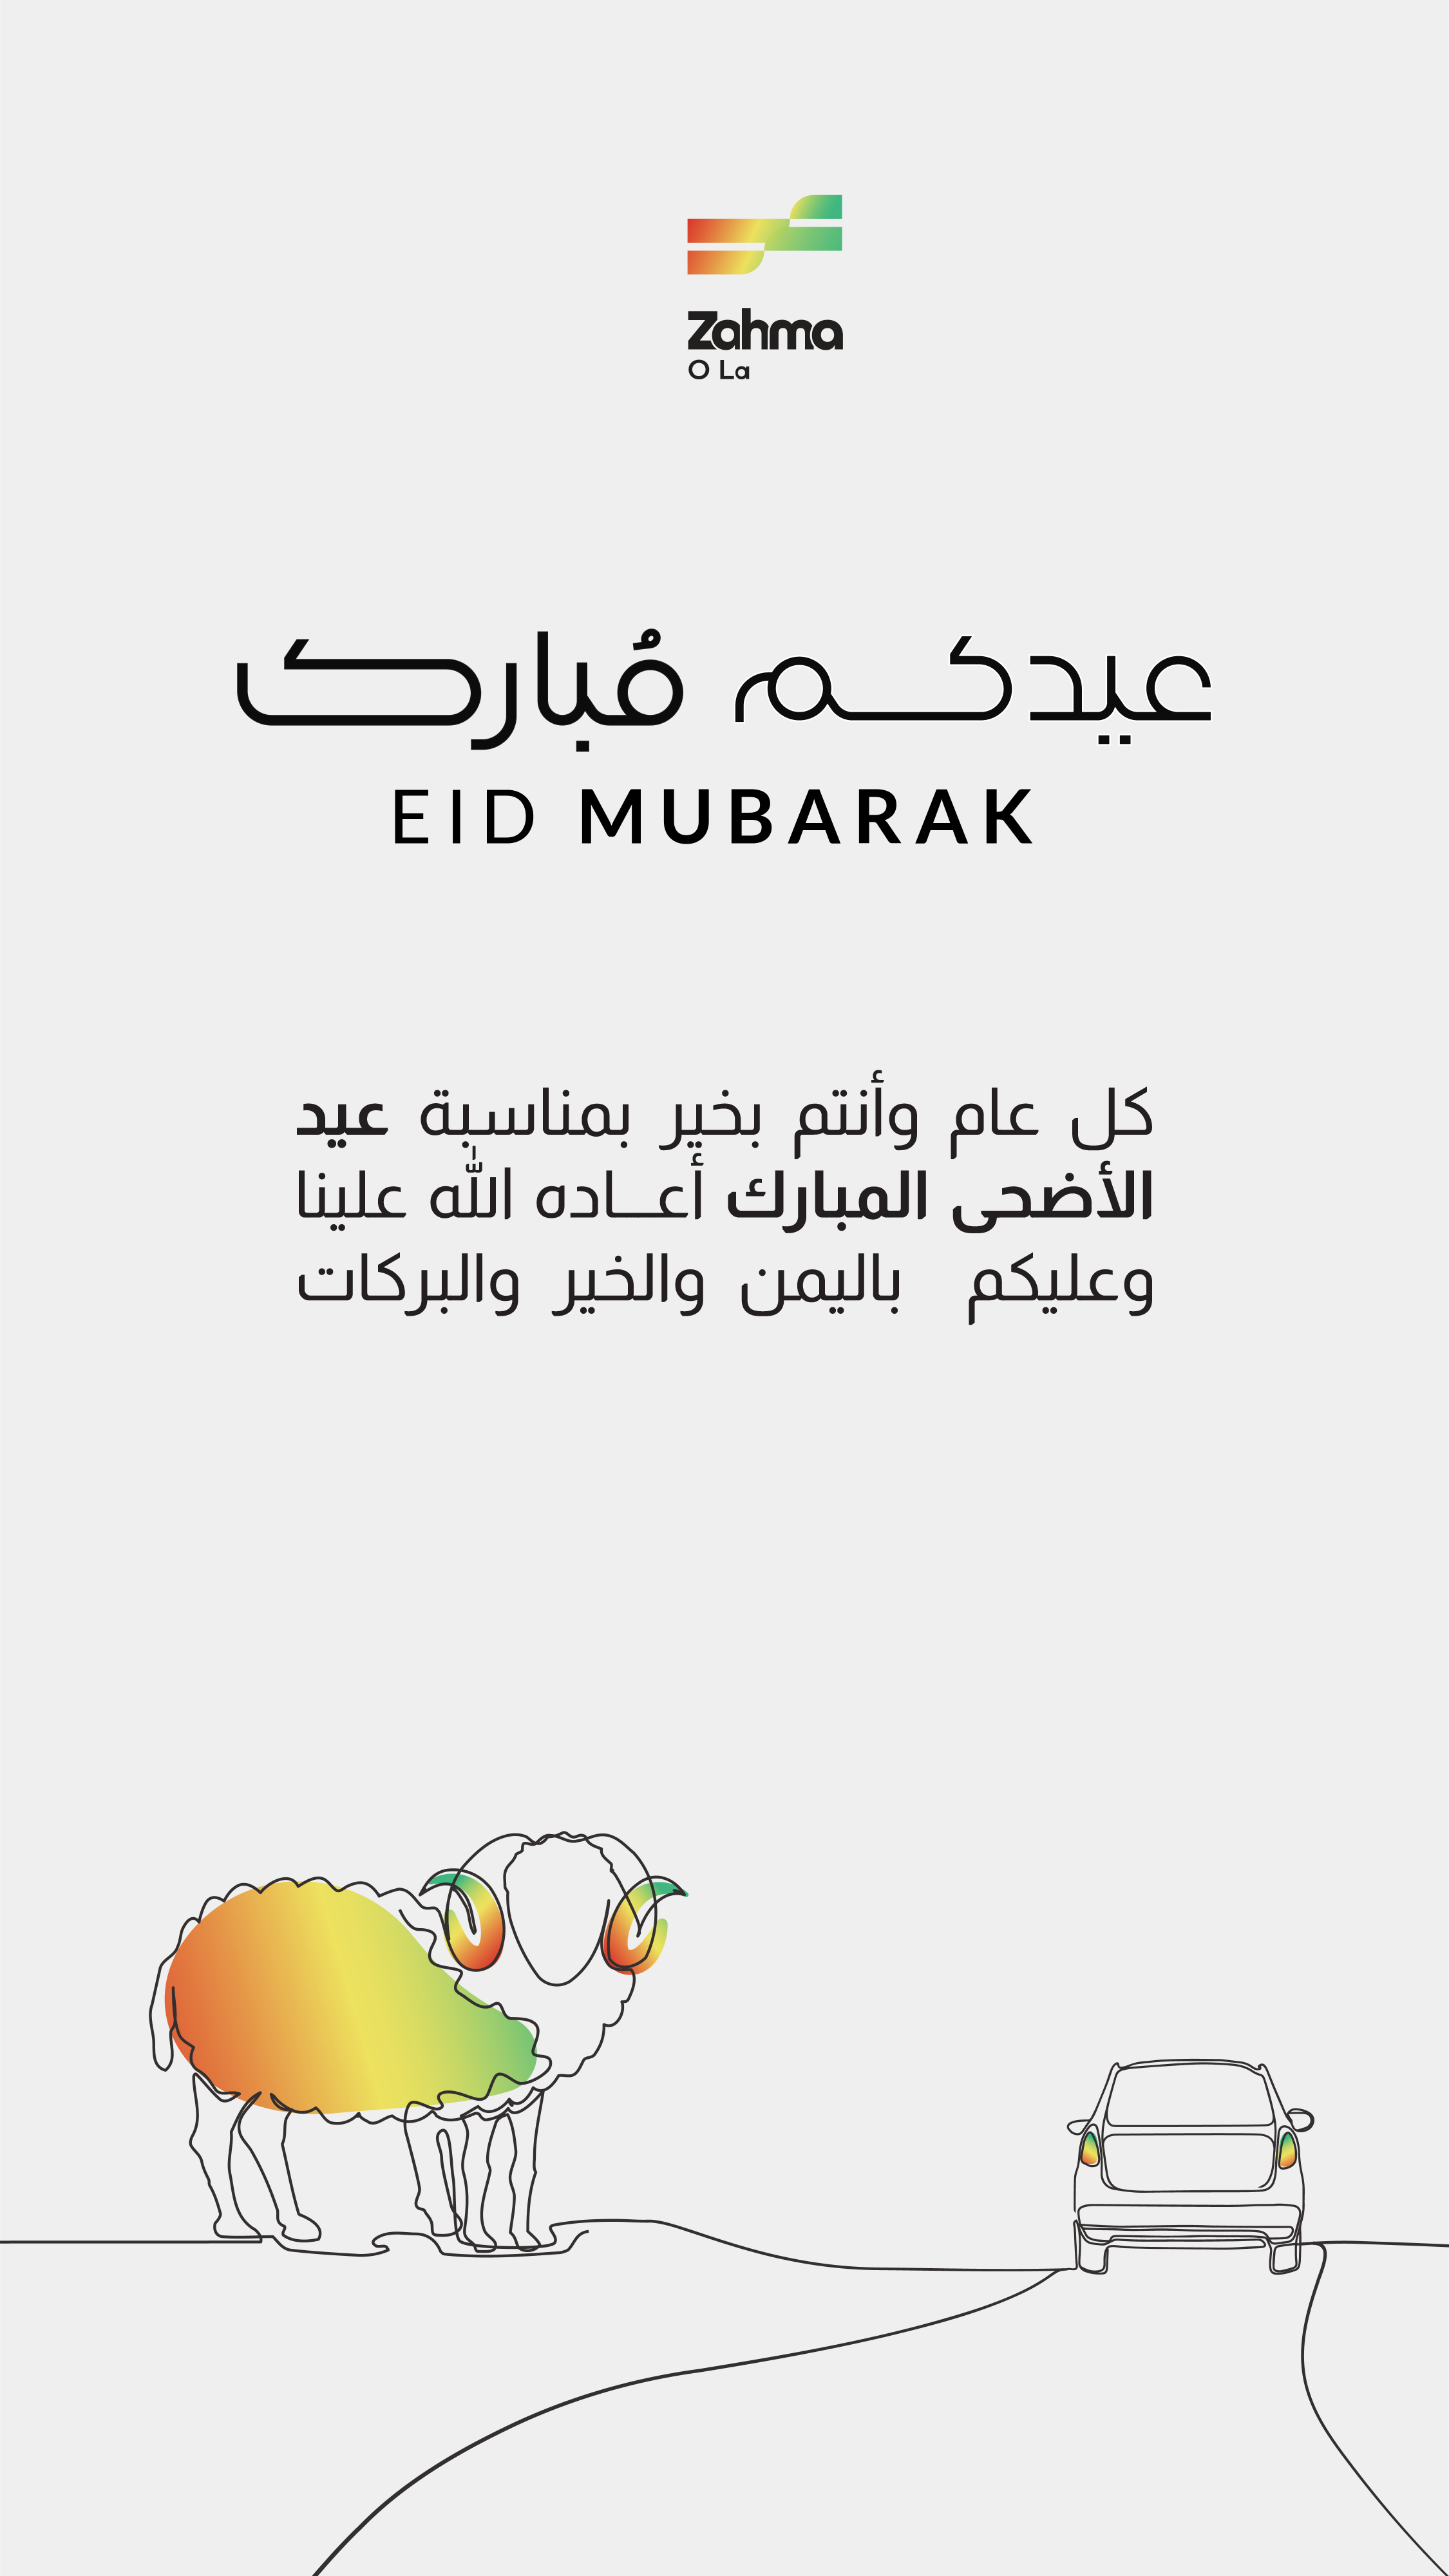 Zahma
O La
عيدكـــم مُبارك
EID MUBARAK
كل عام وأنتم بخير بمناسبة عيد
الأضحى المبارك أعـــاده الله علينا
وعليكم باليمن والخير والبركات